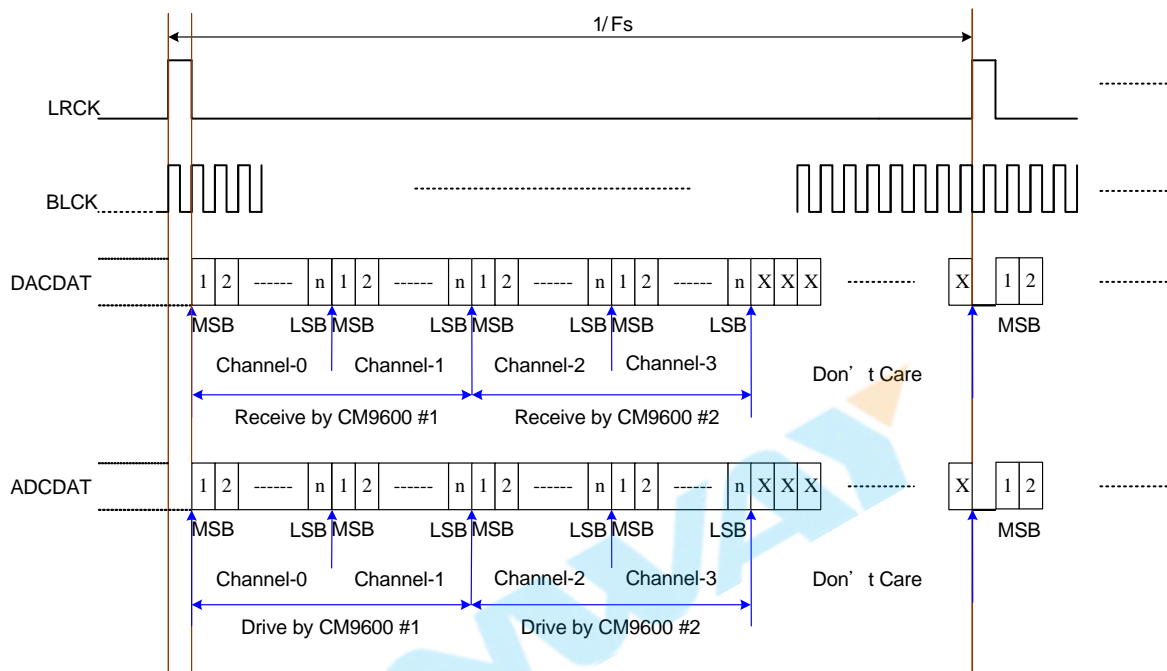 1/Fs
LRCK
BLCK
DACDAT 1 2 ------ n 1 2 ------ n 1 2 ------ n 1 2 ------ n X X X X 1 2
MSB LSB MSB LSB MSB LSB MSB LSB MSB
Channel-0 Channel-1 Channel-2 Channel-3 Don't Care
Receive by CM9600 #1 Receive by CM9600 #2
ADCDAT 1 2 ------ n 1 2 ------ n 1 2 ------ n 1 2 ------ n X X X X 1 2
MSB LSB MSB LSB MSB LSB MSB LSB MSB
Channel-0 Channel-1 Channel-2 Channel-3 Don't Care
Drive by CM9600 #1 Drive by CM9600 #2